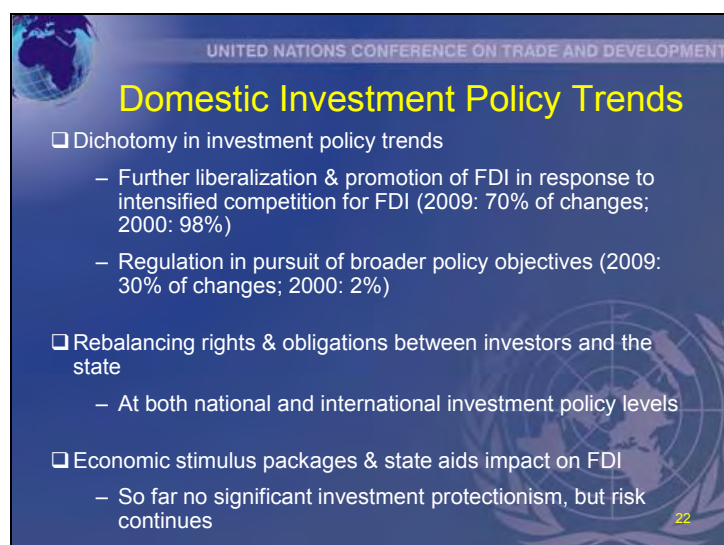 UNITED NATIONS CONFERENCE ON TRADE AND DEVELOPMENT
Domestic Investment Policy Trends
❑ Dichotomy in investment policy trends
– Further liberalization & promotion of FDI in response to
intensified competition for FDI (2009: 70% of changes;
2000: 98%)
– Regulation in pursuit of broader policy objectives (2009:
30% of changes; 2000: 2%)
❑ Rebalancing rights & obligations between investors and the
state
– At both national and international investment policy levels
❑ Economic stimulus packages & state aids impact on FDI
– So far no significant investment protectionism, but risk
continues
22